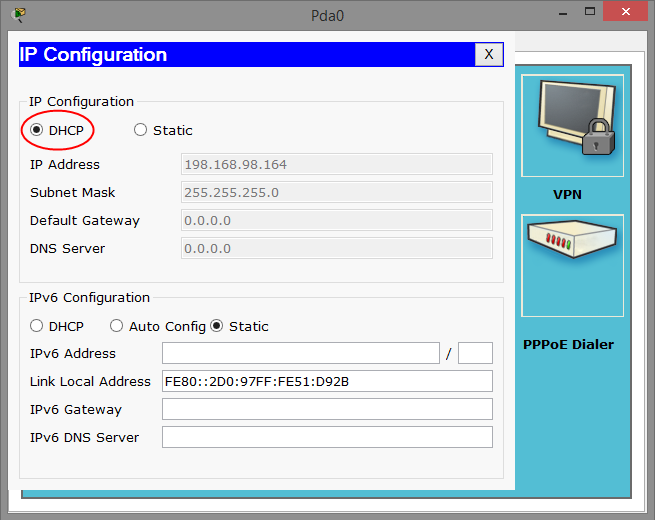 Pda0
IP Configuration
X
IP Configuration
DHCP Static
IP Address 198.168.98.164
Subnet Mask 255.255.255.0
Default Gateway 0.0.0.0
DNS Server 0.0.0.0
VPN
IPv6 Configuration
DHCP Auto Config Static
IPv6 Address /
Link Local Address FE80::2D0:97FF:FE51:D92B
IPv6 Gateway
IPv6 DNS Server
PPPoE Dialer